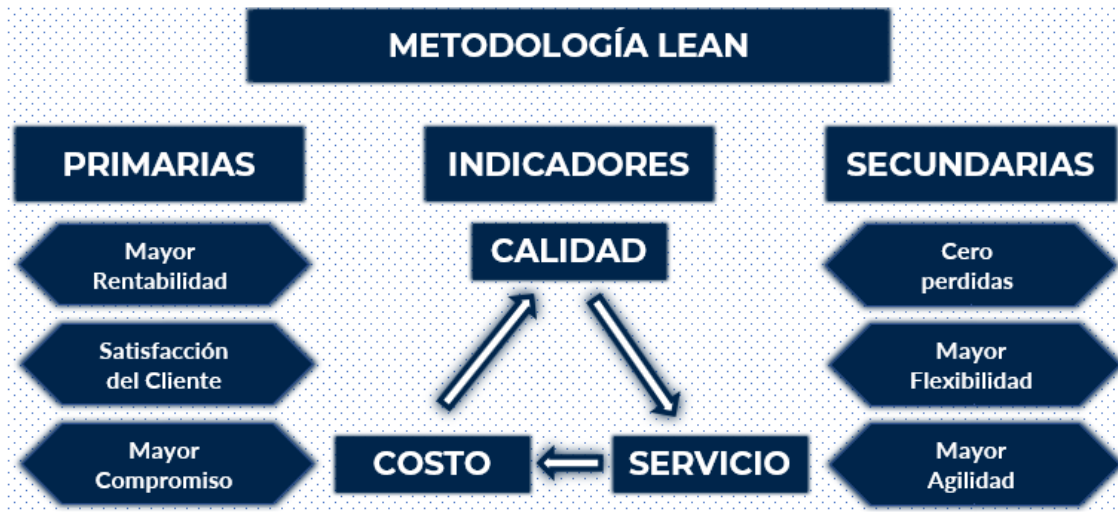 METODOLOGÍA LEAN
PRIMARIAS
INDICADORES
SECUNDARIAS
Mayor
Rentabilidad
Satisfacción
del Cliente
Mayor
Compromiso
CALIDAD
COSTO
SERVICIO
Cero
perdidas
Mayor
Flexibilidad
Mayor
Agilidad